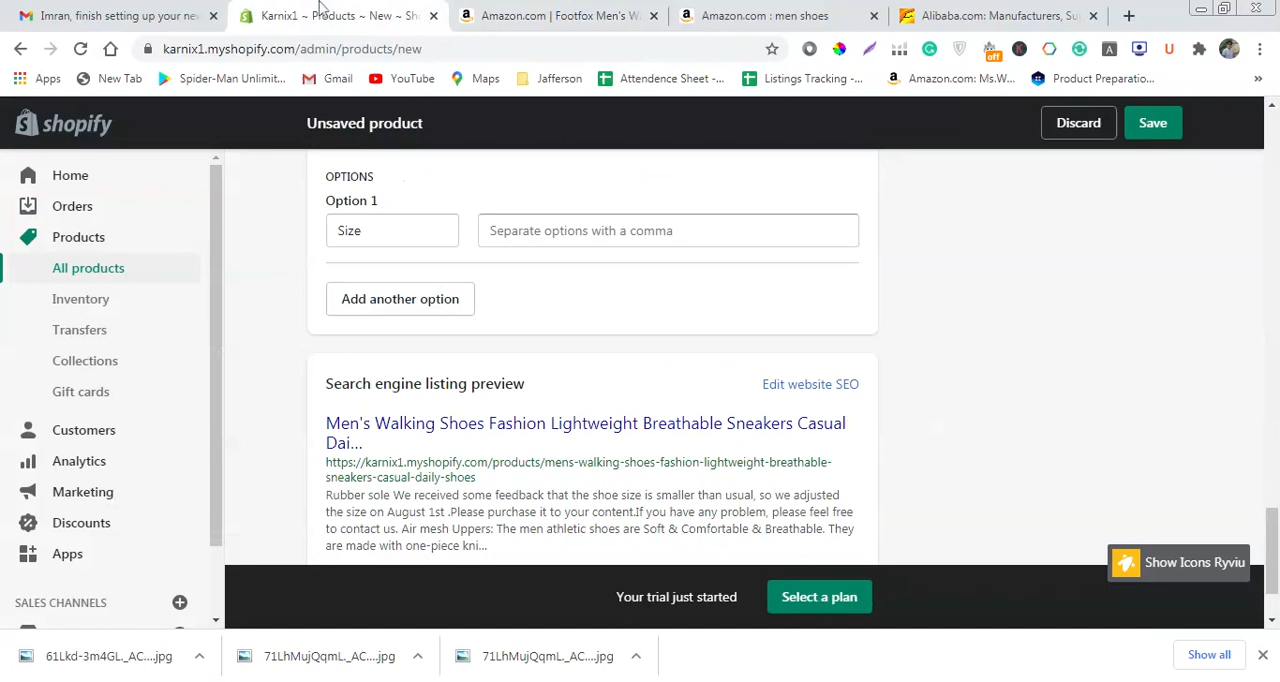 Imran, finish setting up your new
Karnix1 ~ Products ~ New ~ Sho
Amazon.com | Footfox Men's Wa
Amazon.com : men shoes
Alibaba.com: Manufacturers, Sup
karnix1.myshopify.com/admin/products/new
Apps
New Tab
Spider-Man Unlimit...
Gmail
YouTube
Maps
Jafferson
Attendence Sheet -...
Listings Tracking -...
Amazon.com: Ms.W...
Product Preparatio...
»
shopify
Unsaved product
Discard
Save
Home
Orders
Products
All products
Inventory
Transfers
Collections
Gift cards
Customers
Analytics
Marketing
Discounts
Apps
SALES CHANNELS
OPTIONS
Option 1
Size
Separate options with a comma
Add another option
Search engine listing preview
Edit website SEO
Men's Walking Shoes Fashion Lightweight Breathable Sneakers Casual
Dai...
https://karnix1.myshopify.com/products/mens-walking-shoes-fashion-lightweight-breathable-
sneakers-casual-daily-shoes
Rubber sole We received some feedback that the shoe size is smaller than usual, so we adjusted
the size on August 1st .Please purchase it to your content.If you have any problem, please feel free
to contact us. Air mesh Uppers: The men athletic shoes are Soft & Comfortable & Breathable. They
are made with one-piece kni...
Show Icons Ryviu
Your trial just started
Select a plan
61Lkd-3m4GL._AC....jpg
71LhMujQqmL._AC....jpg
71LhMujQqmL._AC....jpg
Show all